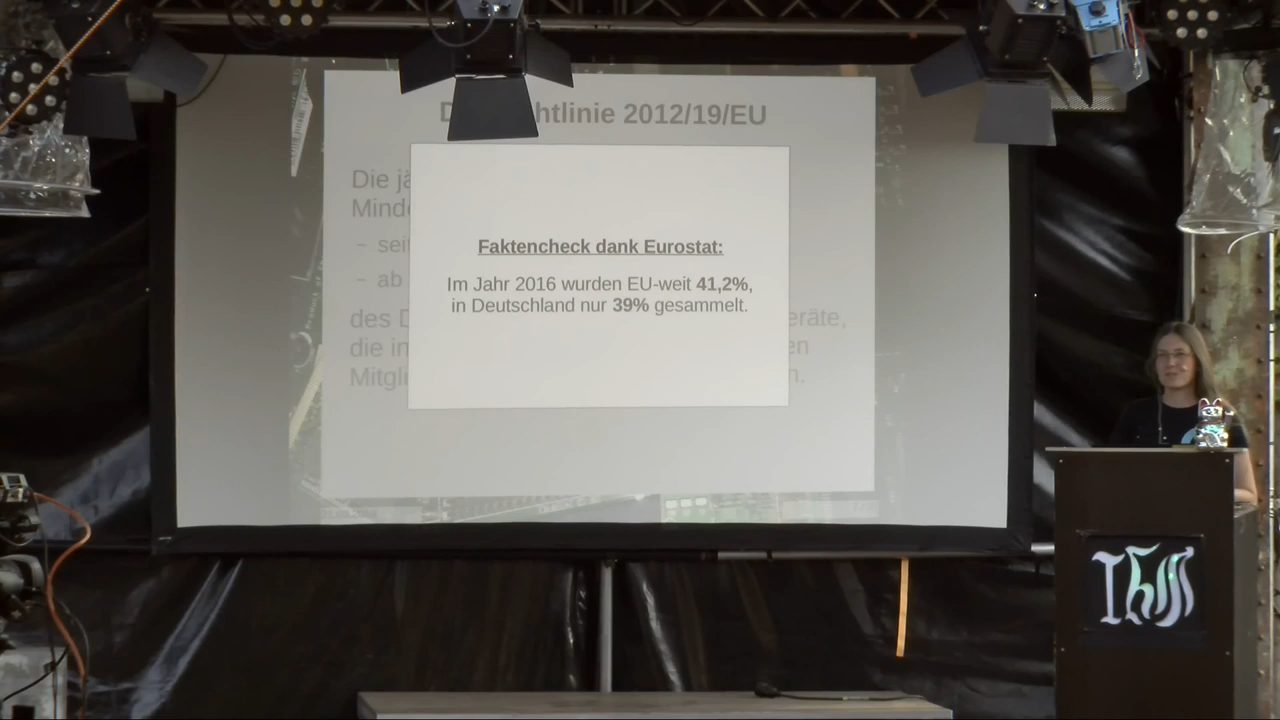 D htlinie 2012/19/EU
Die jä
Minde
– seit
– ab
des D eräte,
die in en
Mitgli n.
Faktencheck dank Eurostat:
Im Jahr 2016 wurden EU-weit 41,2%,
in Deutschland nur 39% gesammelt.